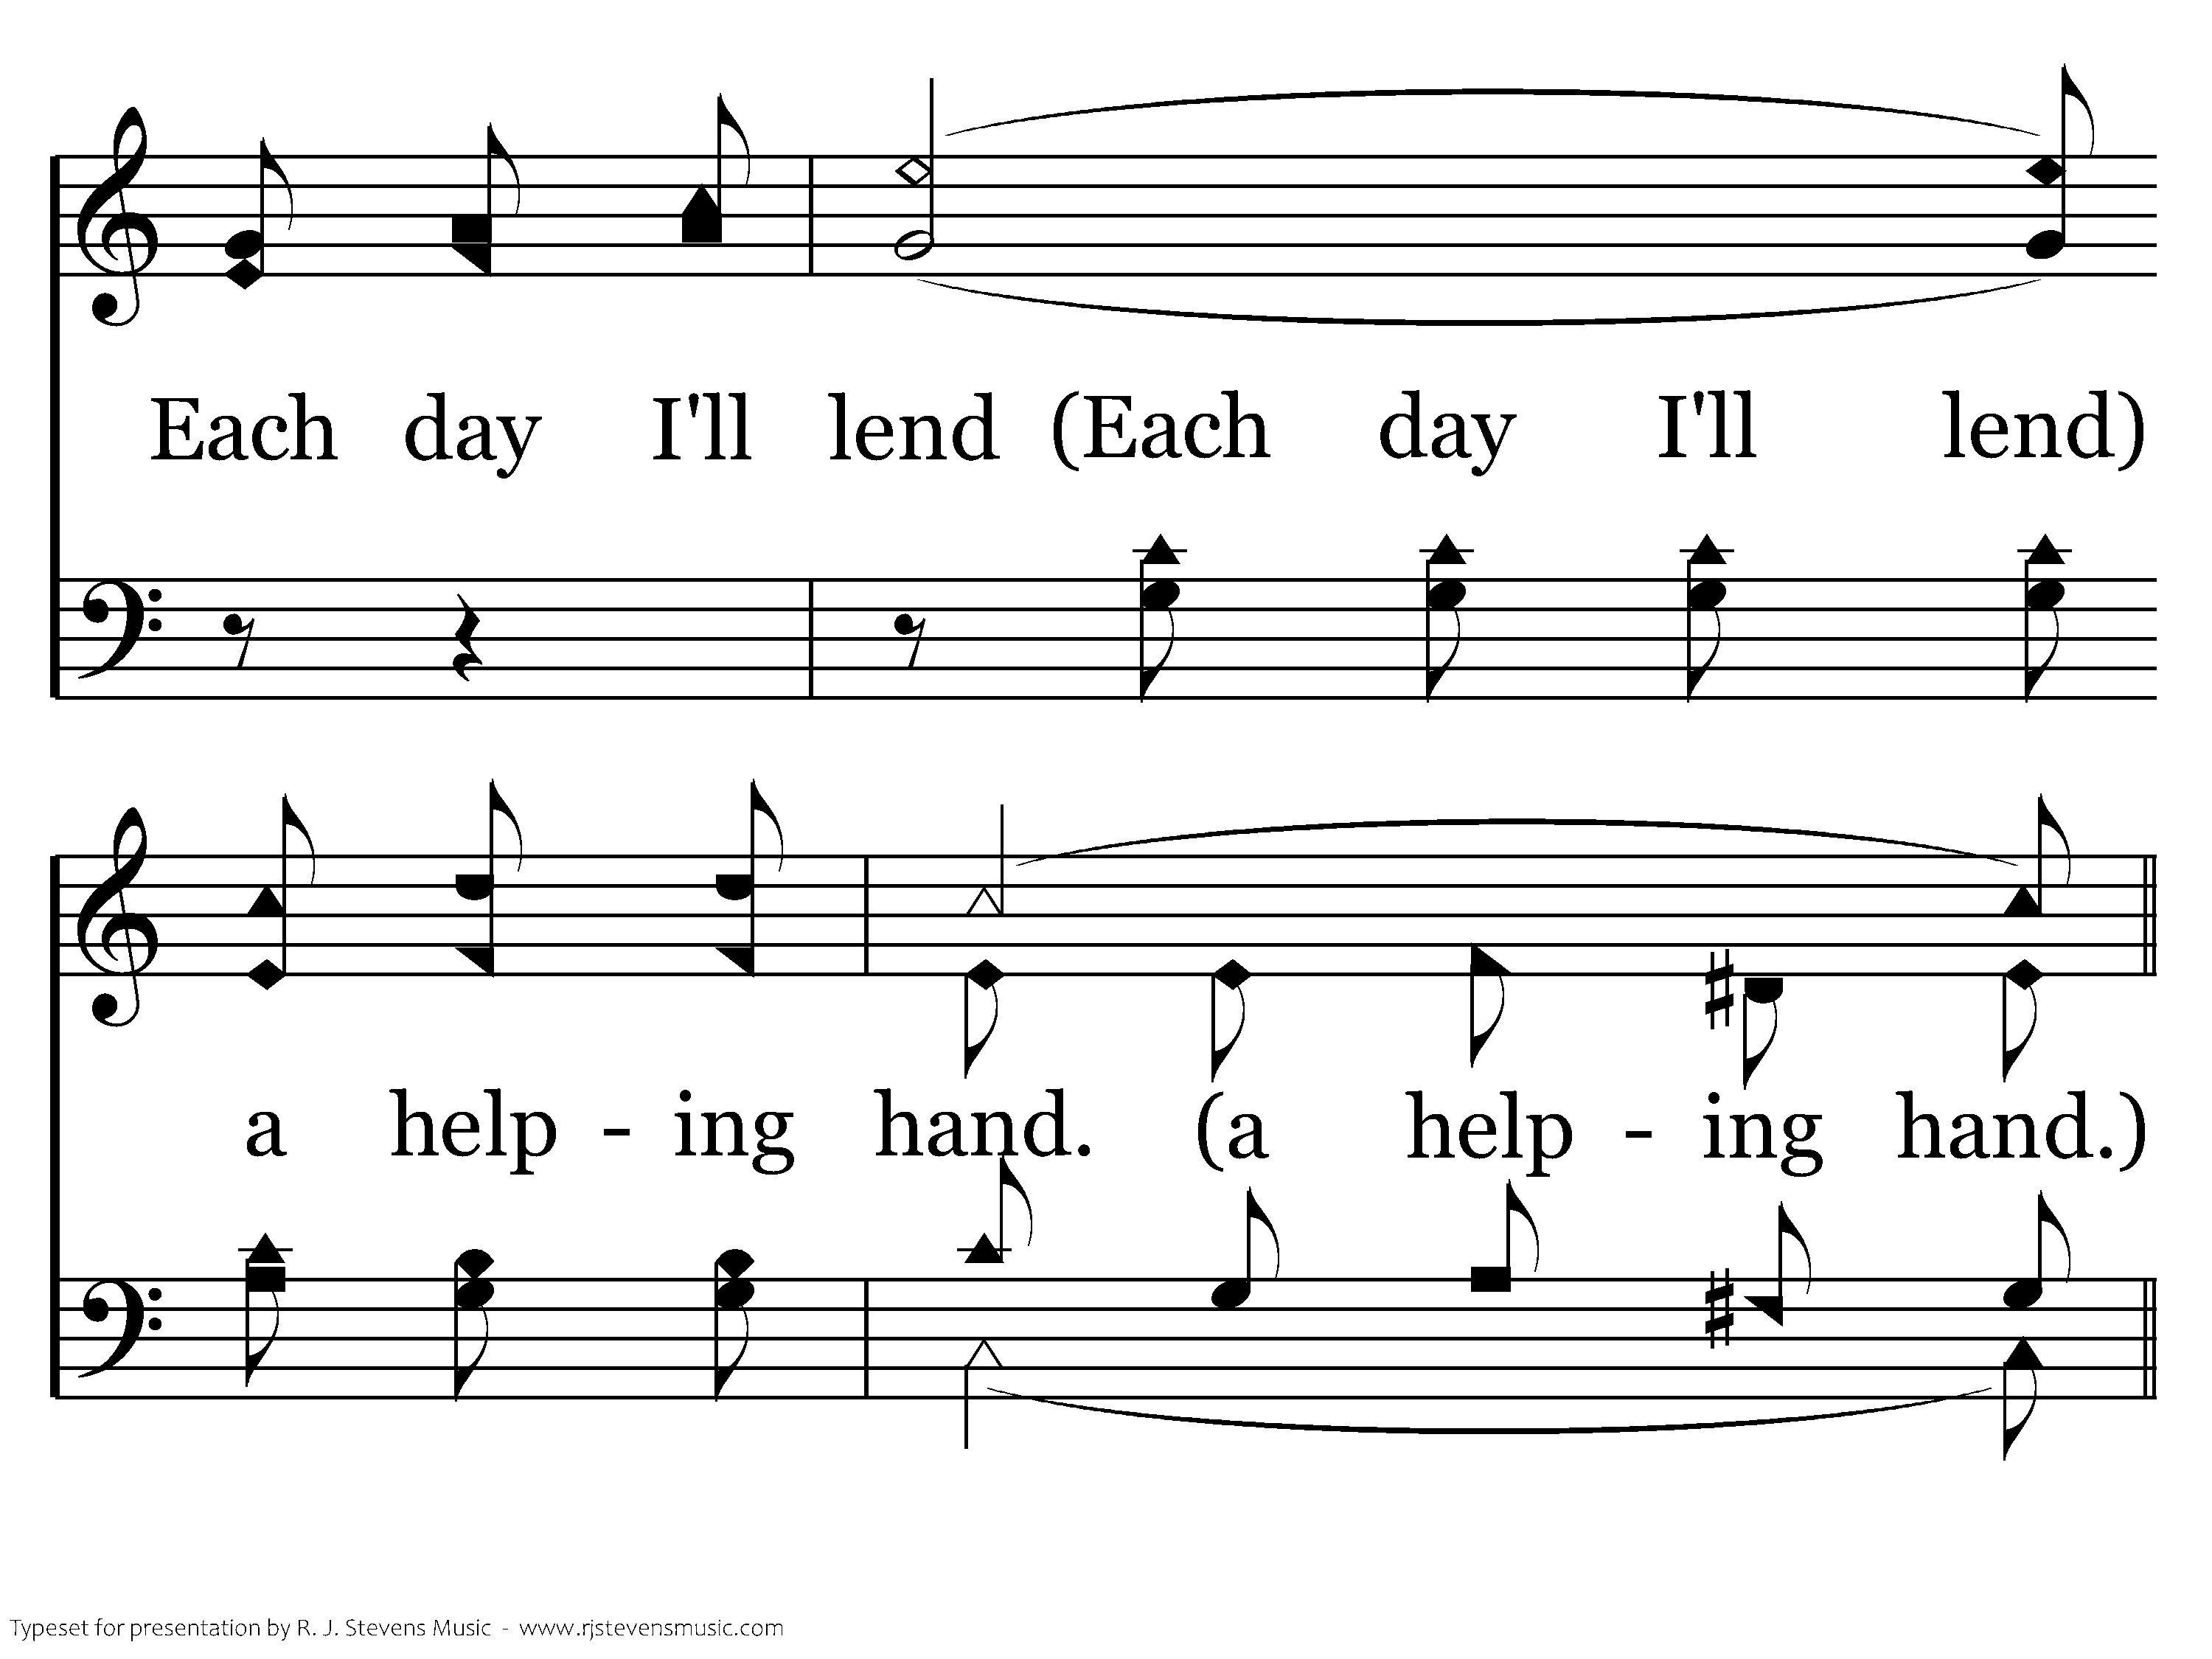 Each day I'll lend (Each day I'll lend)
a help - ing hand. (a help - ing hand.)
Typeset for presentation by R. J. Stevens Music - www.rjstevensmusic.com